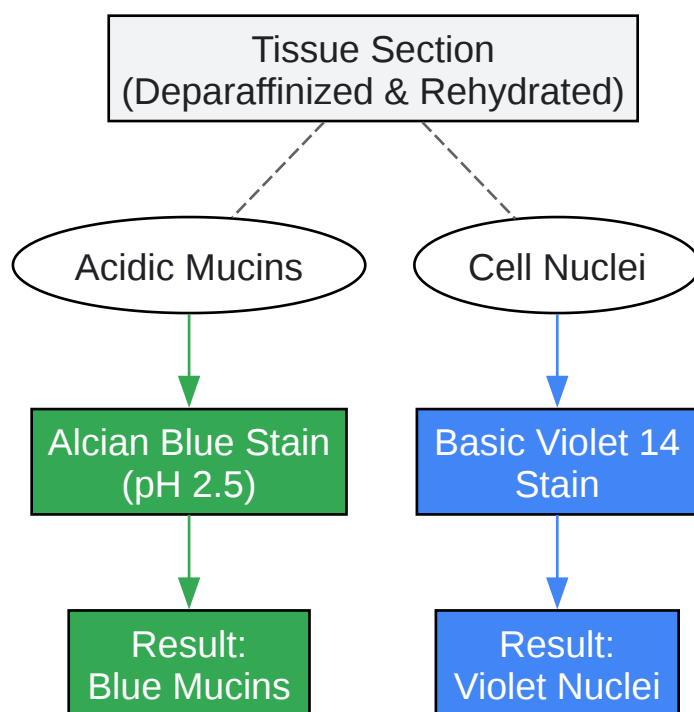 Tissue Section
(Deparaffinized & Rehydrated)
Acidic Mucins
Cell Nuclei
Alcian Blue Stain
(pH 2.5)
Basic Violet 14
Stain
Result:
Blue Mucins
Result:
Violet Nuclei